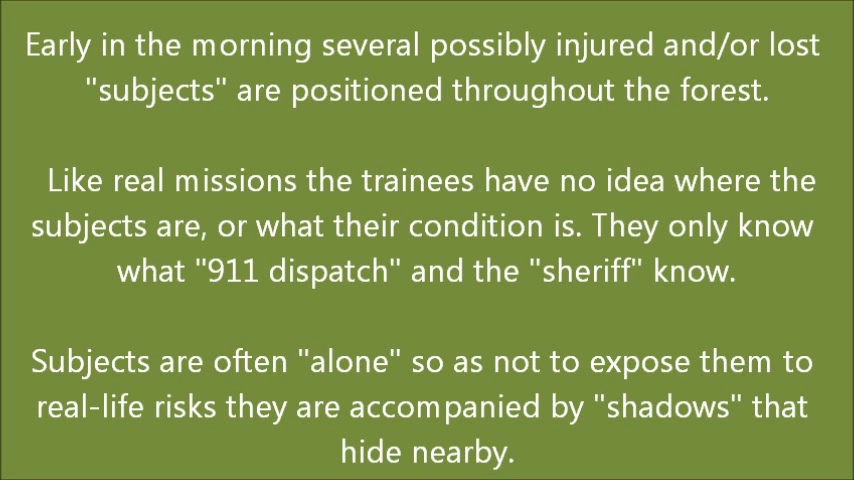 Early in the morning several possibly injured and/or lost
"subjects" are positioned throughout the forest.
Like real missions the trainees have no idea where the
subjects are, or what their condition is. They only know
what "911 dispatch" and the "sheriff" know.
Subjects are often "alone" so as not to expose them to
real-life risks they are accompanied by "shadows" that
hide nearby.